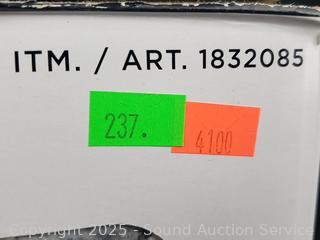 ITM. / ART. 1832085
237.
4100
Copyright 2025 - Sound Auction Service